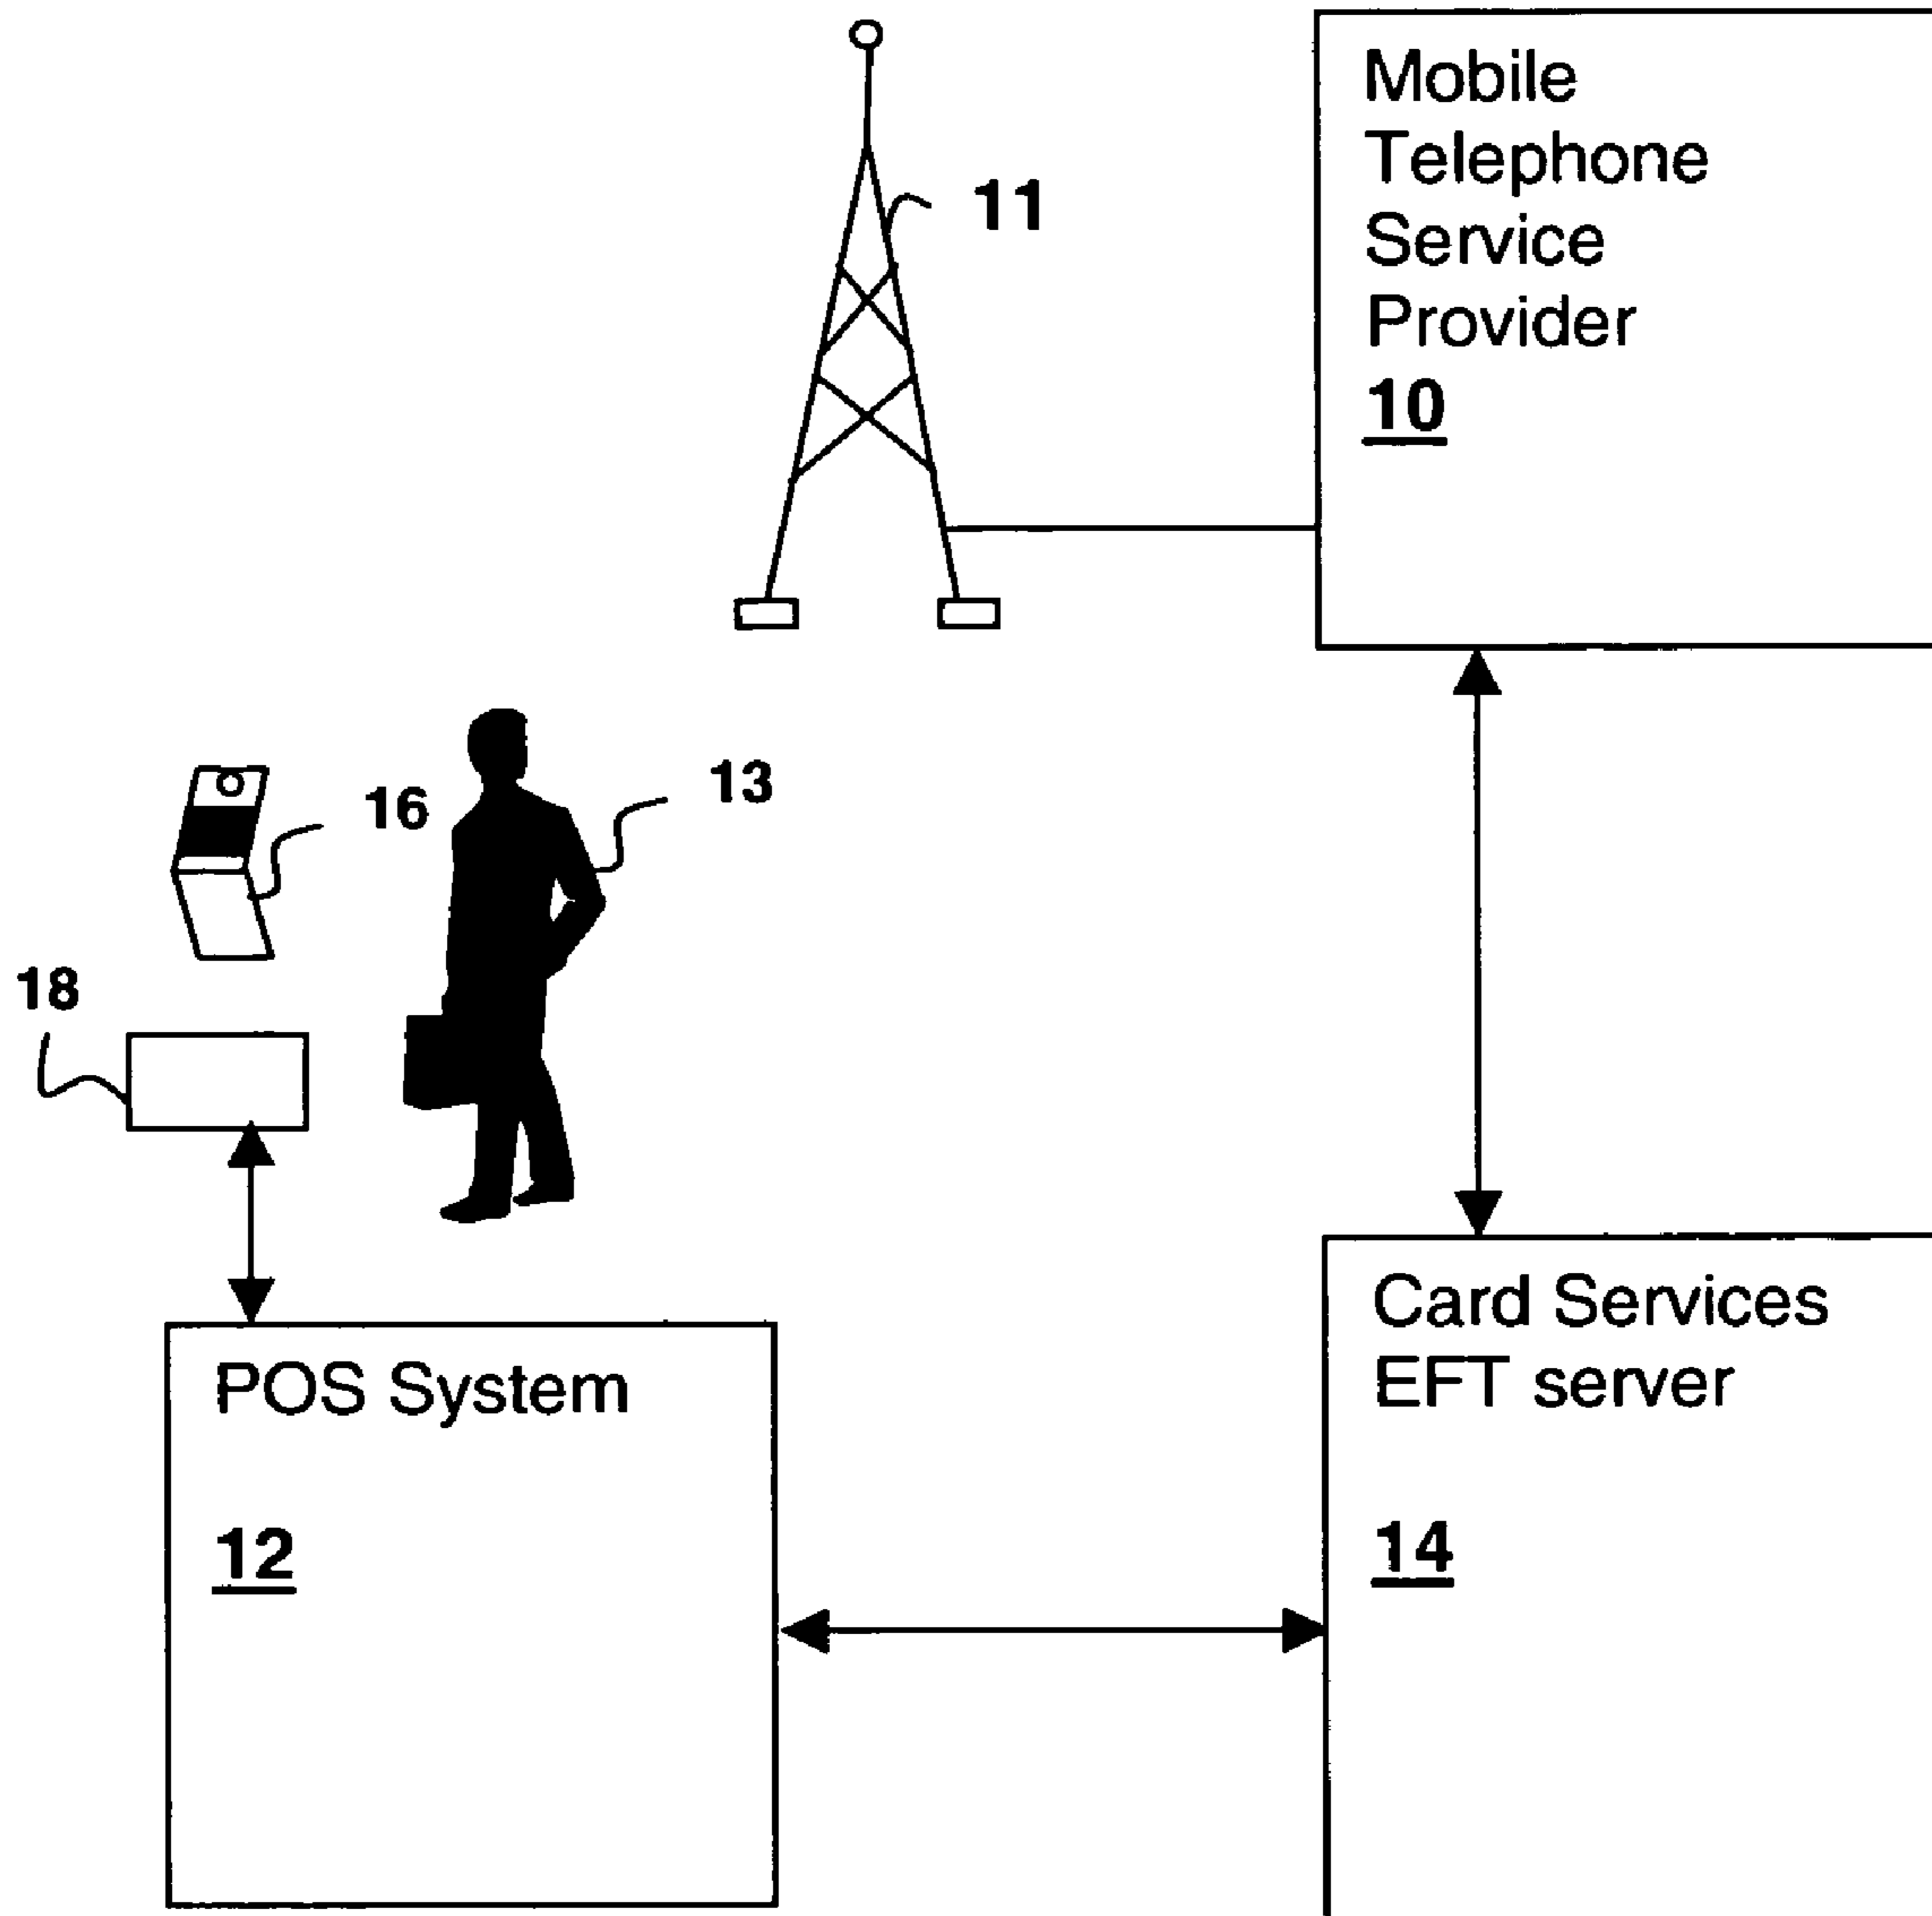 Mobile
Telephone
Service
Provider
10
11
13
16
18
POS System
12
Card Services
EFT server
14